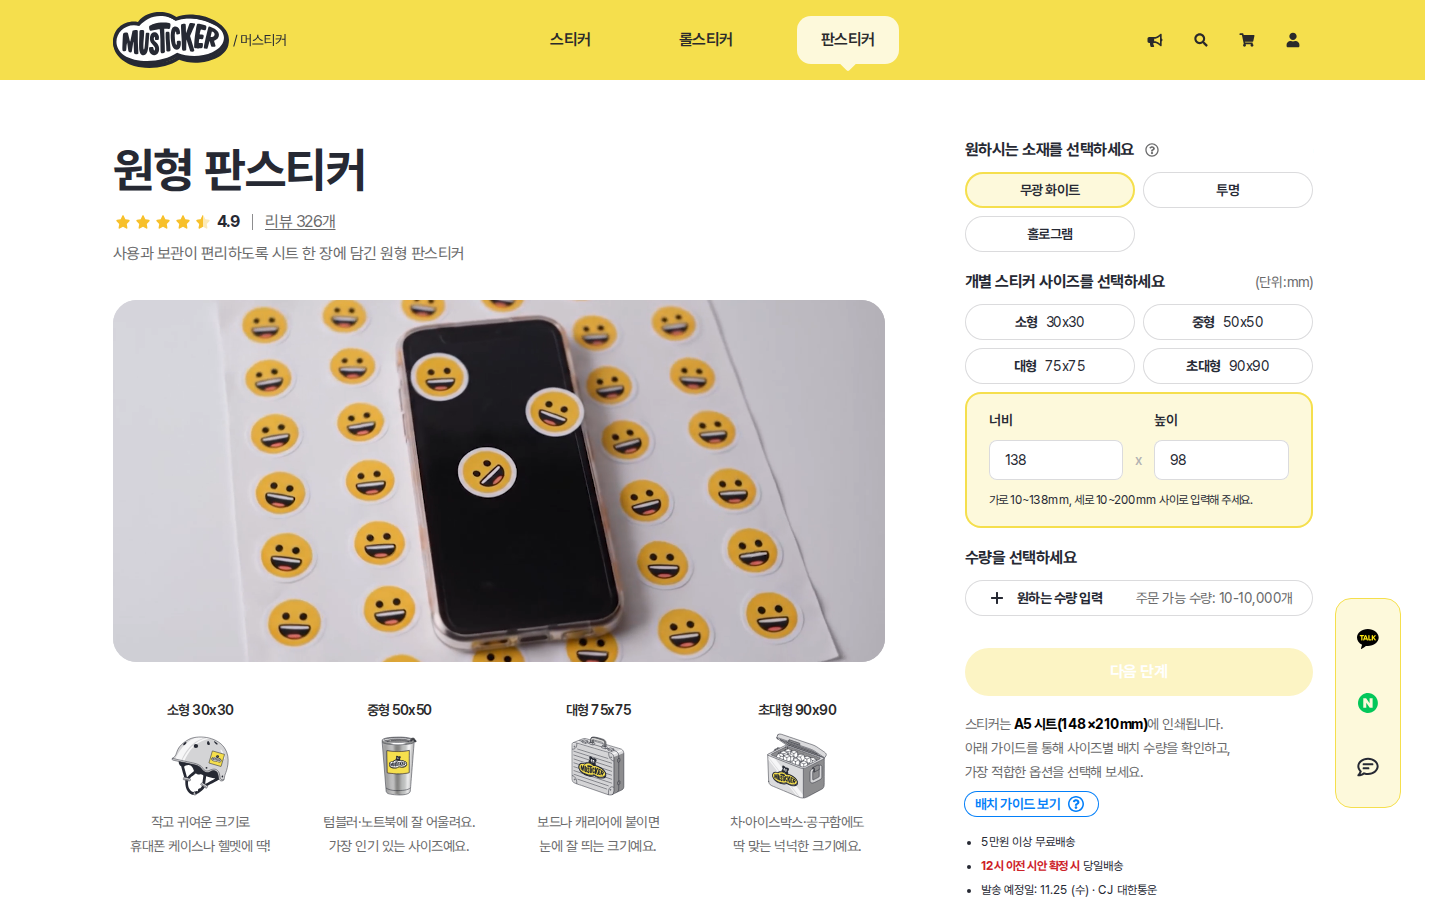 MUSTICKER / 머스티커
스티커
롤스티커
판스티커
원형 판스티커
4.9 | 리뷰 326개
사용과 보관이 편리하도록 시트 한 장에 담긴 원형 판스티커
소형 30x30
중형 50x50
대형 75x75
초대형 90x90
MUSTICKER
MUSTICKER
MUSTICKER
작고 귀여운 크기로
휴대폰 케이스나 헬멧에 딱!
텀블러·노트북에 잘 어울려요.
가장 인기 있는 사이즈예요.
보드나 캐리어에 붙이면
눈에 잘 띄는 크기예요.
차·아이스박스·공구함에도
딱 맞는 넉넉한 크기예요.
원하시는 소재를 선택하세요 ?
무광 화이트
투명
홀로그램
개별 스티커 사이즈를 선택하세요 (단위:mm)
소형 30x30
중형 50x50
대형 75x75
초대형 90x90
너비
높이
138 x 98
가로 10~138mm, 세로 10~200mm 사이로 입력해 주세요.
수량을 선택하세요
+ 원하는 수량 입력 주문 가능 수량: 10-10,000개
다음 단계
스티커는 A5 시트(148×210mm)에 인쇄됩니다.
아래 가이드를 통해 사이즈별 배치 수량을 확인하고,
가장 적합한 옵션을 선택해 보세요.
배치 가이드 보기 ?
• 5만원 이상 무료배송
• 12시 이전 시안 확정 시 당일배송
• 발송 예정일: 11.25 (수) · CJ 대한통운
TALK
N